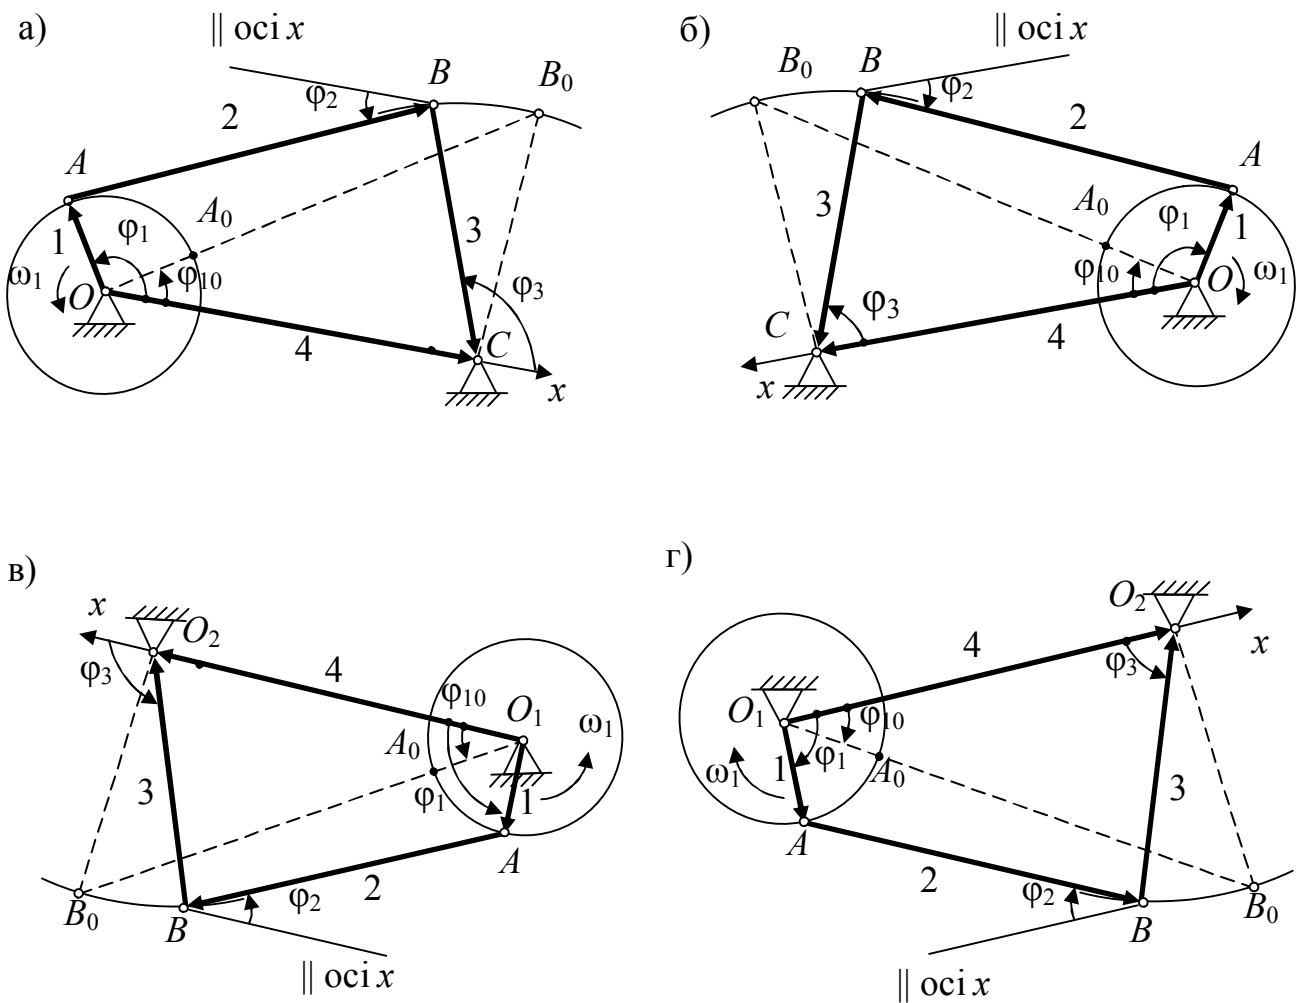 а)
|| осі x
B
B₀
φ₂
2
A
A₀
1
φ₁
3
ω₁
O
φ₁₀
φ₃
4
C
x
б)
|| осі x
B₀
B
φ₂
2
A
A₀
3
φ₁
1
φ₁₀
O
ω₁
C
φ₃
4
x
в)
x
O₂
φ₃
4
φ₁₀
O₁
ω₁
A₀
3
φ₁
1
A
2
φ₂
B₀
B
|| осі x
г)
O₂
4
φ₃
x
O₁
φ₁₀
φ₁
ω₁
1
A₀
3
A
2
φ₂
B₀
B
|| осі x